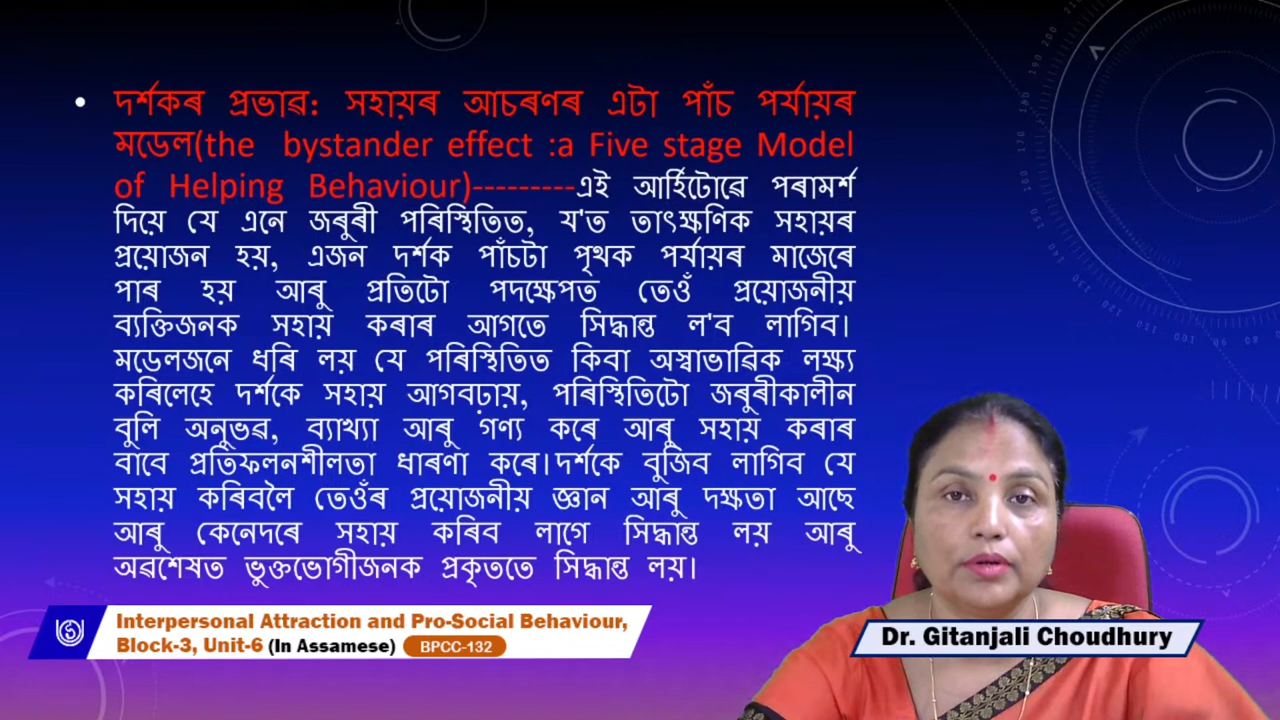 • দৰ্শকৰ প্ৰভাৱ: সহায়ৰ আচৰণৰ এটা পাঁচ পৰ্যায়ৰ
মডেল(the bystander effect :a Five stage Model
of Helping Behaviour)---------এই আৰ্হিটোৱে পৰামৰ্শ
দিয়ে যে এনে জৰুৰী পৰিস্থিতিত, য'ত তাৎক্ষণিক সহায়ৰ
প্ৰয়োজন হয়, এজন দৰ্শক পাঁচটা পৃথক পৰ্যায়ৰ মাজেৰে
পাৰ হয় আৰু প্ৰতিটো পদক্ষেপত তেওঁ প্ৰয়োজনীয়
ব্যক্তিজনক সহায় কৰাৰ আগতে সিদ্ধান্ত ল'ব লাগিব।
মডেলজনে ধৰি লয় যে পৰিস্থিতিত কিবা অস্বাভাৱিক লক্ষ্য
কৰিলেহে দৰ্শকে সহায় আগবঢ়ায়, পৰিস্থিতিটো জৰুৰীকালীন
বুলি অনুভৱ, ব্যাখ্যা আৰু গণ্য কৰে আৰু সহায় কৰাৰ
বাবে প্ৰতিফলনশীলতা ধাৰণা কৰে।দৰ্শকে বুজিব লাগিব যে
সহায় কৰিবলৈ তেওঁৰ প্ৰয়োজনীয় জ্ঞান আৰু দক্ষতা আছে
আৰু কেনেদৰে সহায় কৰিব লাগে সিদ্ধান্ত লয় আৰু
অৱশেষত ভুক্তভোগীজনক প্ৰকৃততে সিদ্ধান্ত লয়।
Interpersonal Attraction and Pro-Social Behaviour,
Block-3, Unit-6 (In Assamese) BPCC-132
Dr. Gitanjali Choudhury